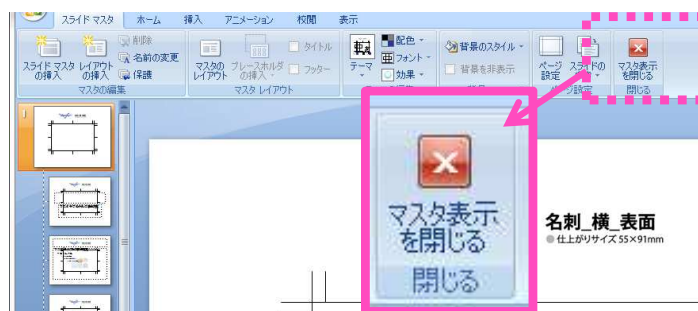 スライド マスタ ホーム 挿入 アニメーション 校閲 表示
スライド マスタ
の挿入
レイアウト
の挿入
削除
名前の変更
保護
マスタの編集
マスタの
レイアウト
プレースホルダ
の挿入
タイトル
フッター
マスタ レイアウト
テーマ
配色
フォント
効果
背景のスタイル
背景を非表示
ページ
設定
スライドの
ページ設定
マスタ表示
を閉じる
閉じる
1
マスタ表示
を閉じる
閉じる
名刺_横_表面
仕上がりサイズ 55×91mm